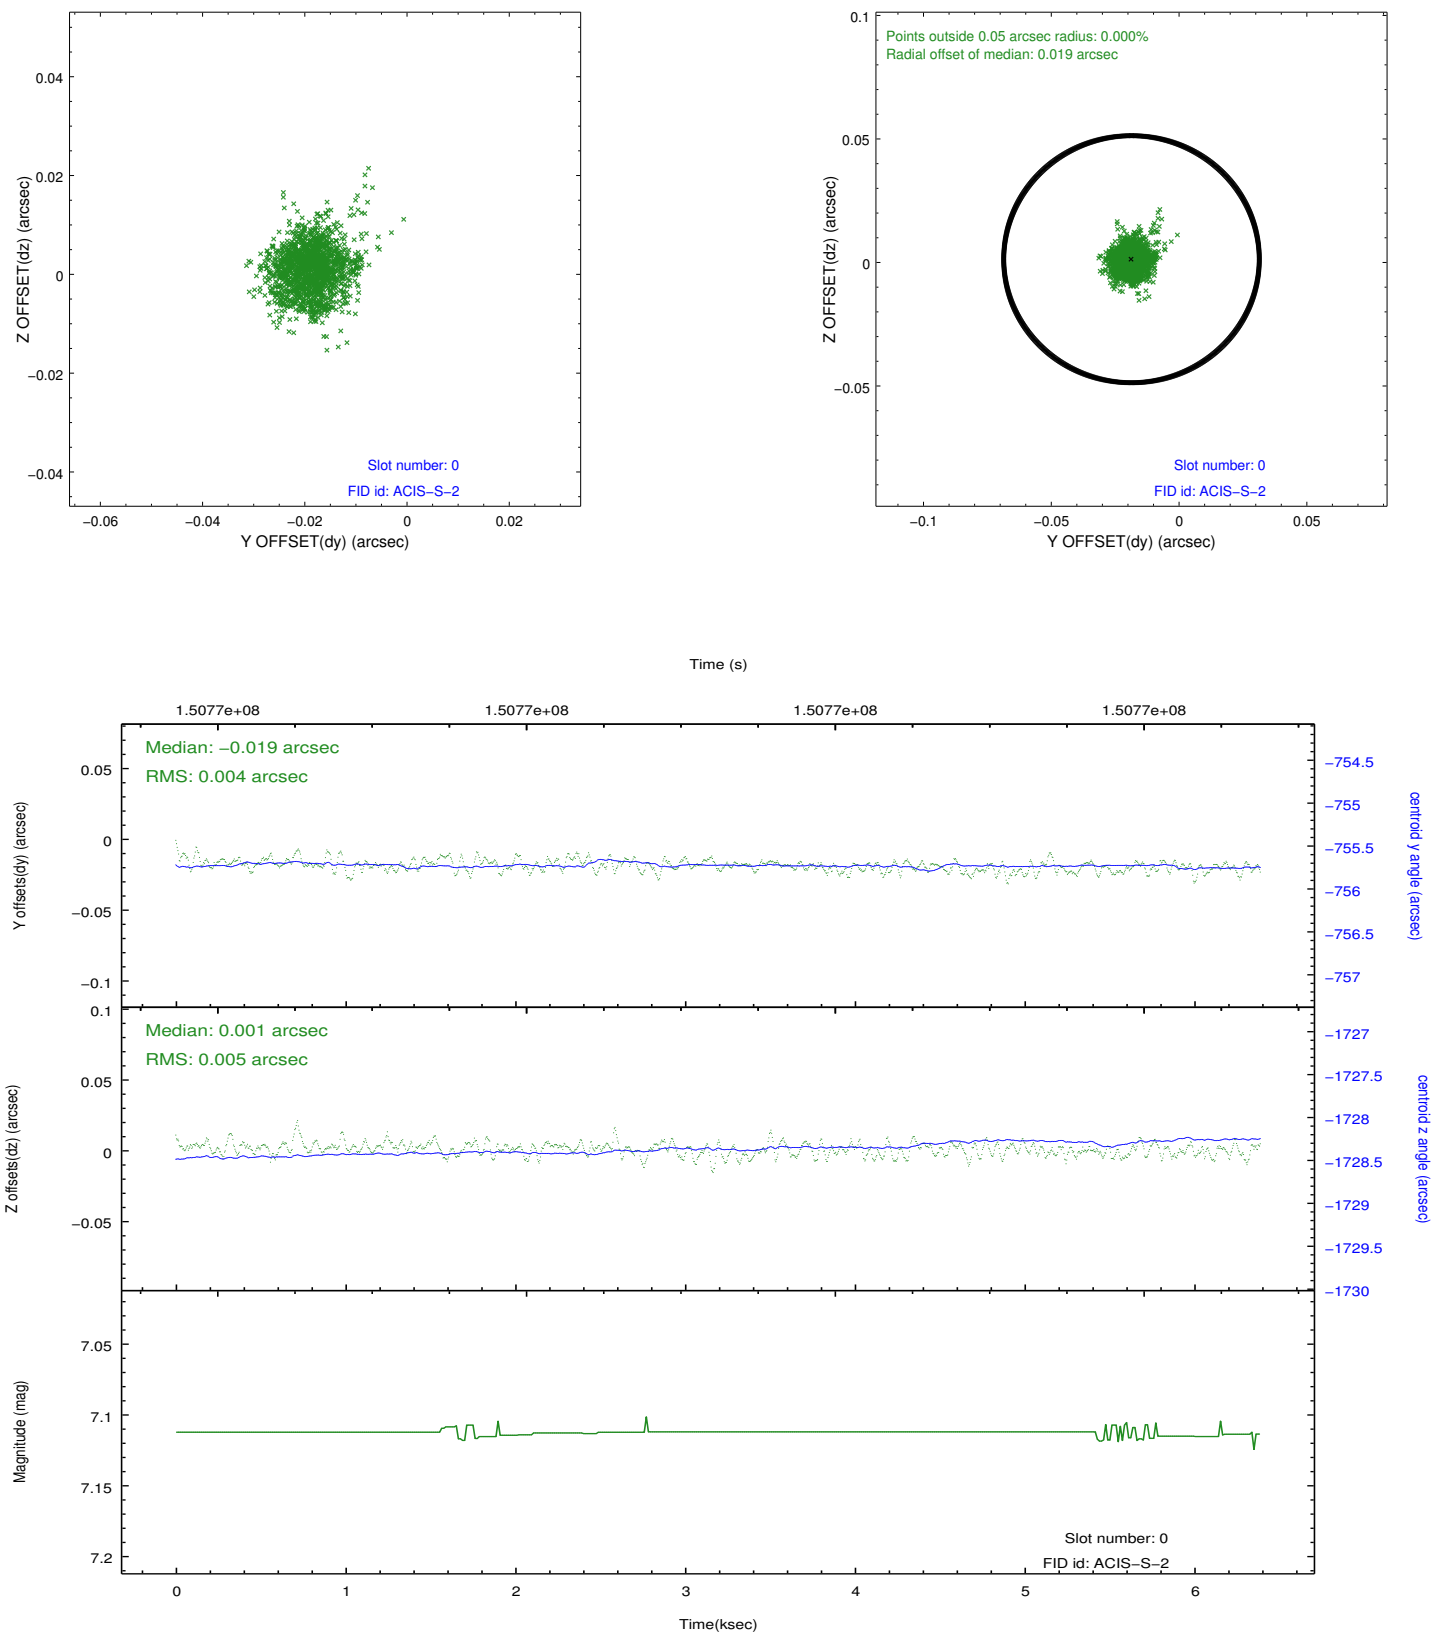 0.04
0.02
0
−0.02
−0.04
Z OFFSET(dz) (arcsec)
Slot number: 0
FID id: ACIS−S−2
−0.06
−0.04
−0.02
0
0.02
Y OFFSET(dy) (arcsec)
0.1
0.05
0
−0.05
Z OFFSET(dz) (arcsec)
Points outside 0.05 arcsec radius: 0.000%
Radial offset of median: 0.019 arcsec
Slot number: 0
FID id: ACIS−S−2
−0.1
−0.05
0
0.05
Y OFFSET(dy) (arcsec)
Time (s)
1.5077e+08
1.5077e+08
1.5077e+08
1.5077e+08
Median: −0.019 arcsec
RMS: 0.004 arcsec
0.05
0
−0.05
−0.1
Y offsets(dy) (arcsec)
−754.5
−755
−755.5
−756
−756.5
−757
centroid y angle (arcsec)
Median: 0.001 arcsec
RMS: 0.005 arcsec
0.1
0.05
0
−0.05
Z offsets(dz) (arcsec)
−1727
−1727.5
−1728
−1728.5
−1729
−1729.5
−1730
centroid z angle (arcsec)
7.05
7.1
7.15
7.2
Magnitude (mag)
Slot number: 0
FID id: ACIS−S−2
0
1
2
3
4
5
6
Time(ksec)